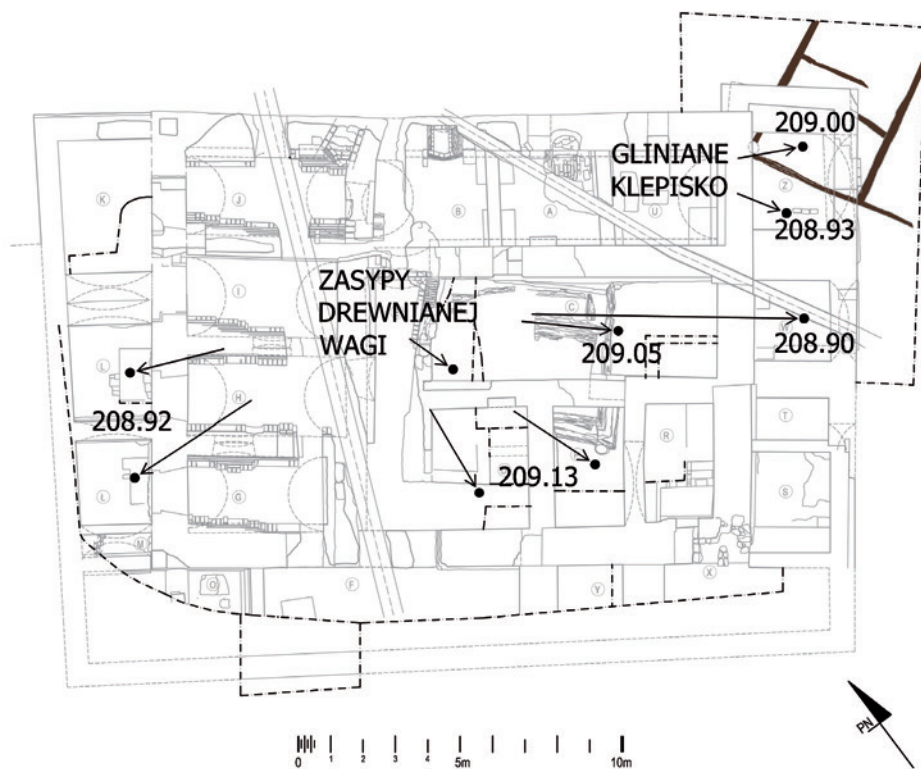 209.00
GLINIANE
KLEPISKO
Z
208.93
K
J
B
A
U
ZASYPY
DREWNIANEJ
WAGI
I
C
209.05
208.90
Ł
H
208.92
T
R
209.13
L
G
S
M
O
F
Y
X
PN
0 1 2 3 4 5m 10m